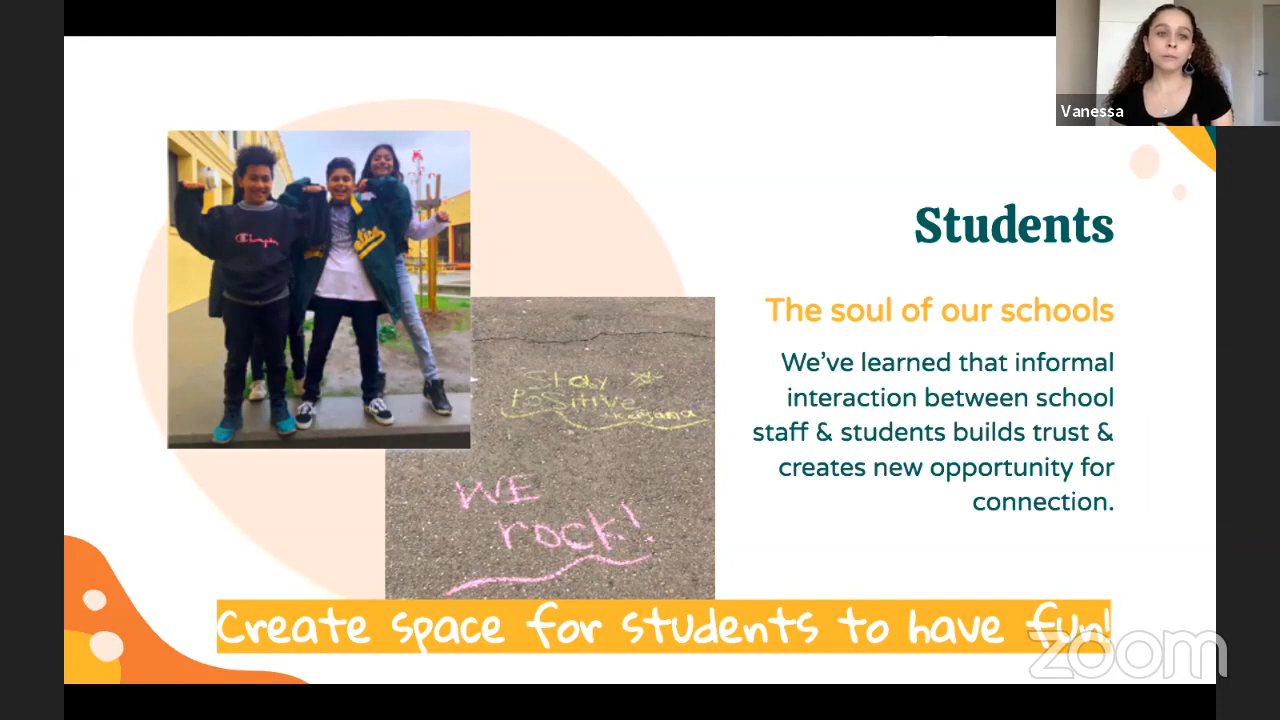 Vanessa
Students
The soul of our schools
We've learned that informal
interaction between school
staff & students builds trust &
creates new opportunity for
connection.
Stay
Positive
WE
rock!
Create space for students to have fun!
zoom